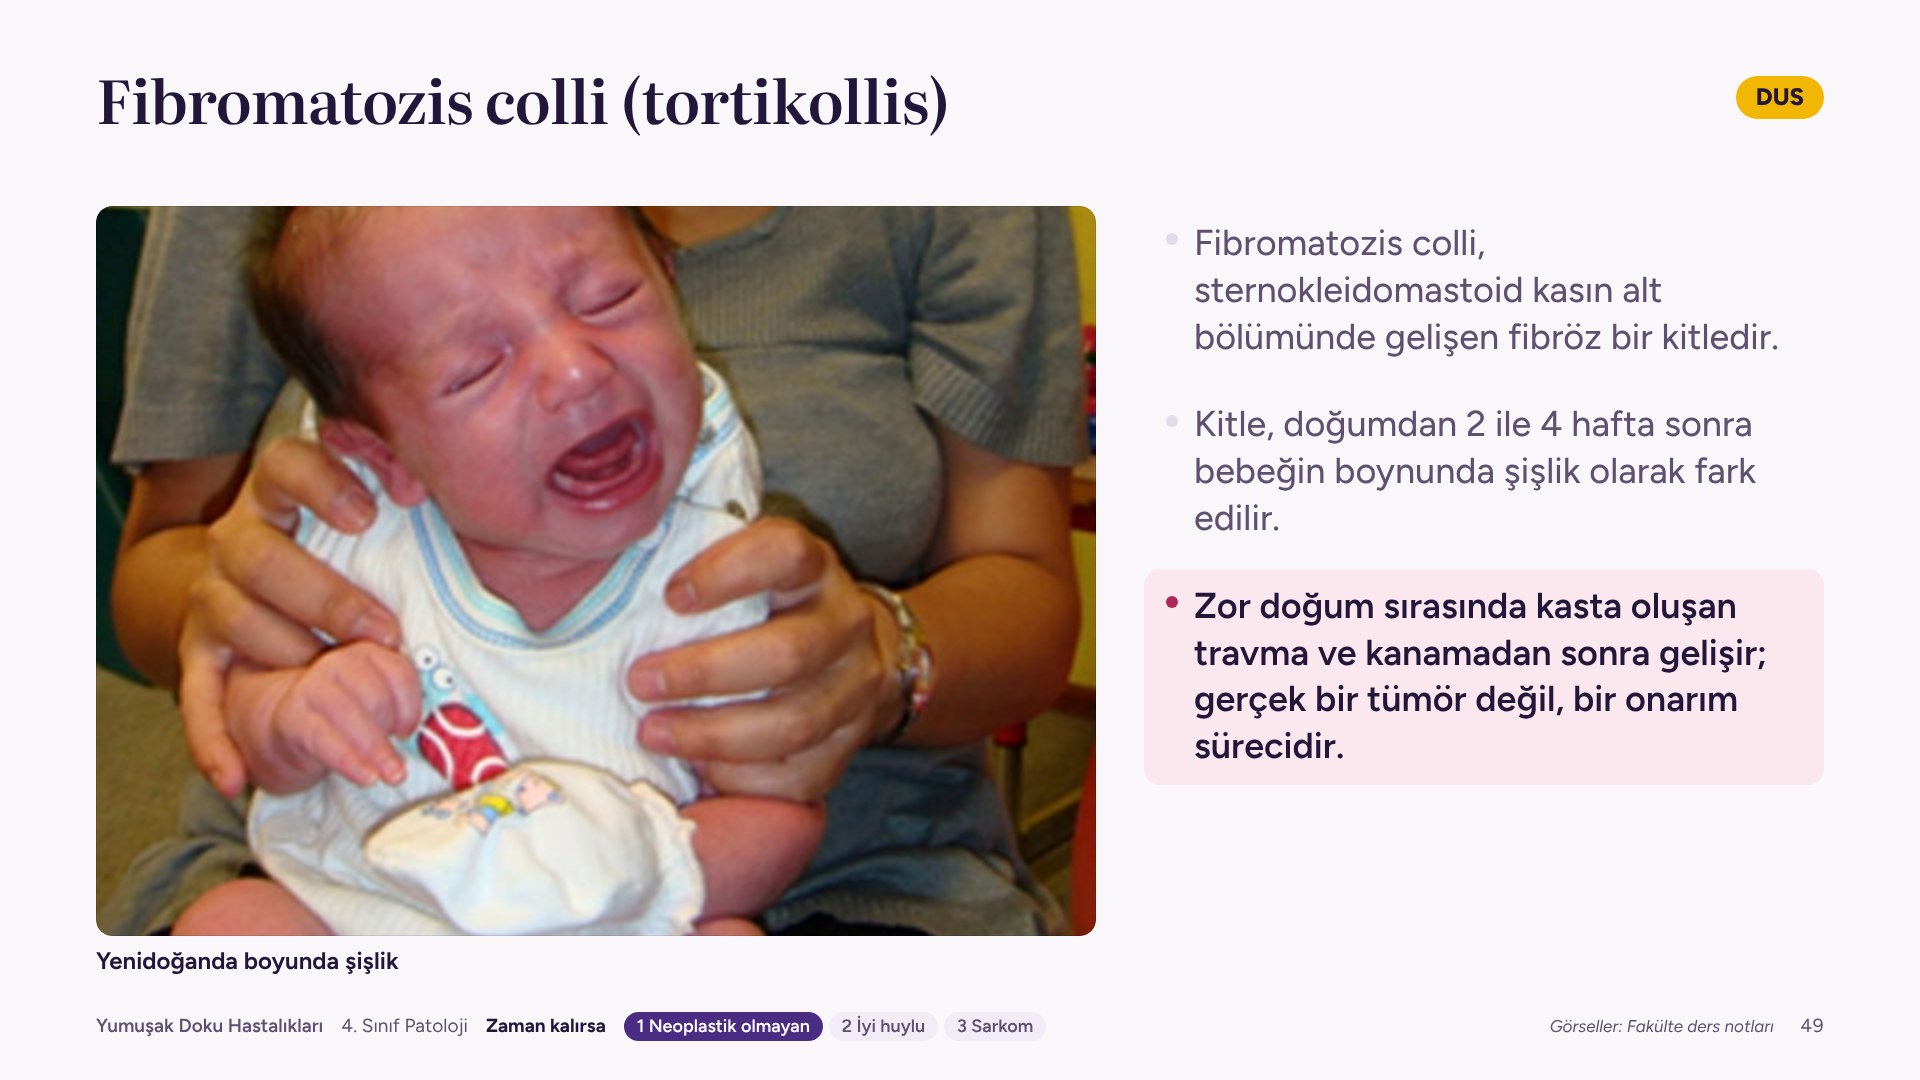 Fibromatozis colli (tortikollis)
DUS
Fibromatozis colli,
sternokleidomastoid kasın alt
bölümünde gelişen fibröz bir kitledir.
Kitle, doğumdan 2 ile 4 hafta sonra
bebeğin boynunda şişlik olarak fark
edilir.
Zor doğum sırasında kasta oluşan
travma ve kanamadan sonra gelişir;
gerçek bir tümör değil, bir onarım
sürecidir.
Yenidoğanda boyunda şişlik
Yumuşak Doku Hastalıkları 4. Sınıf Patoloji Zaman kalırsa 1 Neoplastik olmayan 2 İyi huylu 3 Sarkom
Görseller: Fakülte ders notları 49